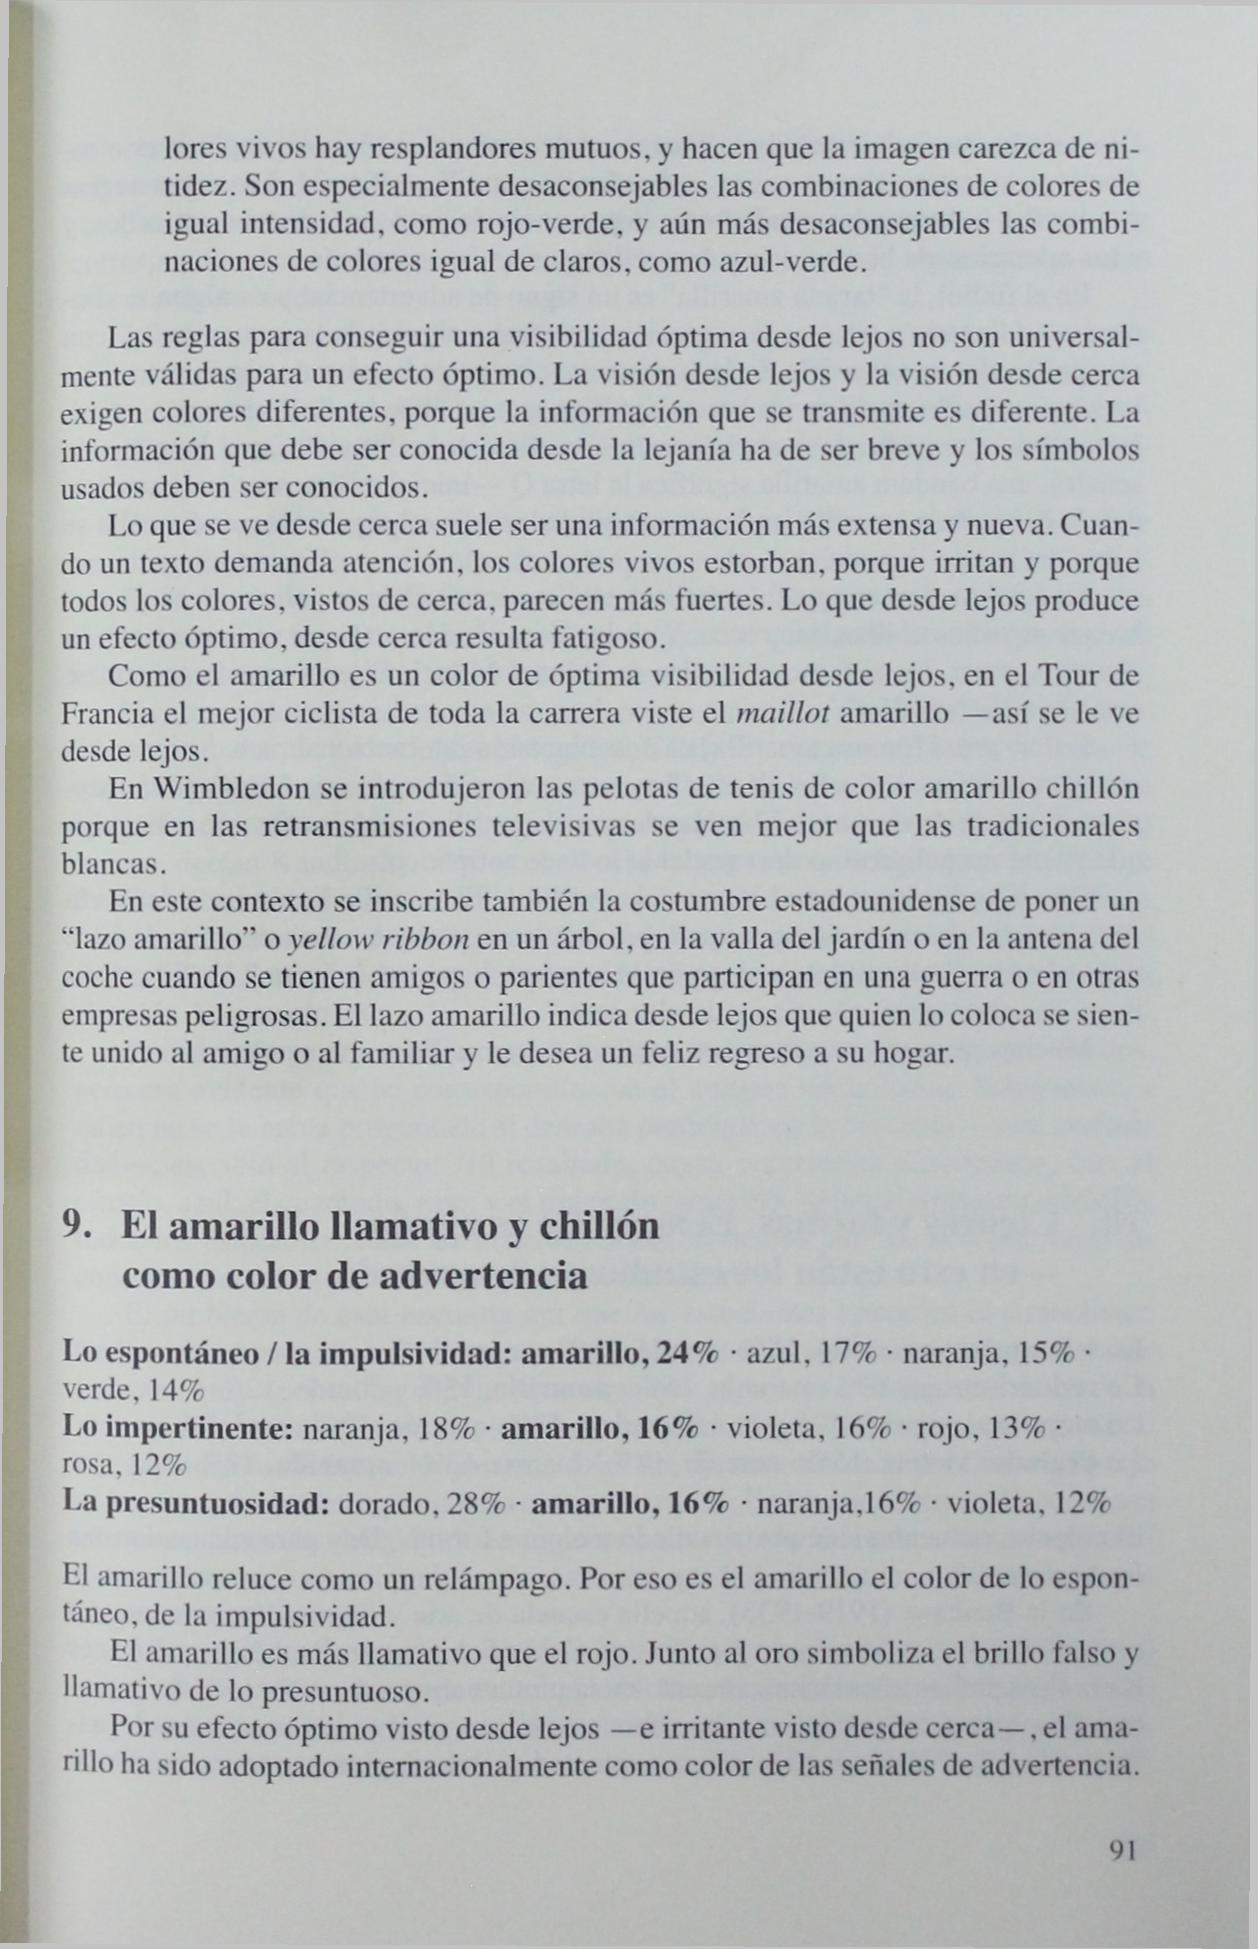 lores vivos hay resplandores mutuos, y hacen que la imagen carezca de ni-
tidez. Son especialmente desaconsejables las combinaciones de colores de
igual intensidad, como rojo-verde, y aún más desaconsejables las combi-
naciones de colores igual de claros, como azul-verde.
Las reglas para conseguir una visibilidad óptima desde lejos no son universal-
mente válidas para un efecto óptimo. La visión desde lejos y la visión desde cerca
exigen colores diferentes, porque la información que se transmite es diferente. La
información que debe ser conocida desde la lejanía ha de ser breve y los símbolos
usados deben ser conocidos.
Lo que se ve desde cerca suele ser una información más extensa y nueva. Cuan-
do un texto demanda atención, los colores vivos estorban, porque irritan y porque
todos los colores, vistos de cerca, parecen más fuertes. Lo que desde lejos produce
un efecto óptimo, desde cerca resulta fatigoso.
Como el amarillo es un color de óptima visibilidad desde lejos, en el Tour de
Francia el mejor ciclista de toda la carrera viste el maillot amarillo —así se le ve
desde lejos.
En Wimbledon se introdujeron las pelotas de tenis de color amarillo chillón
porque en las retransmisiones televisivas se ven mejor que las tradicionales
blancas.
En este contexto se inscribe también la costumbre estadounidense de poner un
“lazo amarillo” o yellow ribbon en un árbol, en la valla del jardín o en la antena del
coche cuando se tienen amigos o parientes que participan en una guerra o en otras
empresas peligrosas. El lazo amarillo indica desde lejos que quien lo coloca se sien-
te unido al amigo o al familiar y le desea un feliz regreso a su hogar.
9. El amarillo llamativo y chillón
como color de advertencia
Lo espontáneo / la impulsividad: amarillo, 24% · azul, 17% · naranja, 15% ·
verde, 14%
Lo impertinente: naranja, 18% · amarillo, 16% · violeta, 16% · rojo, 13% ·
rosa, 12%
La presuntuosidad: dorado, 28% · amarillo, 16% · naranja,16% · violeta, 12%
El amarillo reluce como un relámpago. Por eso es el amarillo el color de lo espon-
táneo, de la impulsividad.
El amarillo es más llamativo que el rojo. Junto al oro simboliza el brillo falso y
llamativo de lo presuntuoso.
Por su efecto óptimo visto desde lejos —e irritante visto desde cerca—, el ama-
rillo ha sido adoptado internacionalmente como color de las señales de advertencia.
91